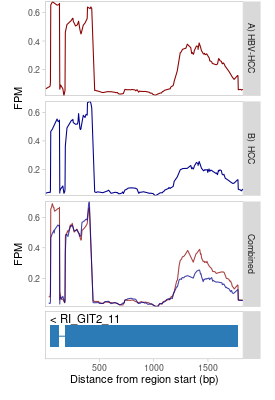 0.6
0.4
0.2
FPM
A) HBV-HCC
0.6
0.4
0.2
B) HCC
0.6
0.4
0.2
FPM
Combined
< RI_GIT2_11
500
1000
1500
Distance from region start (bp)